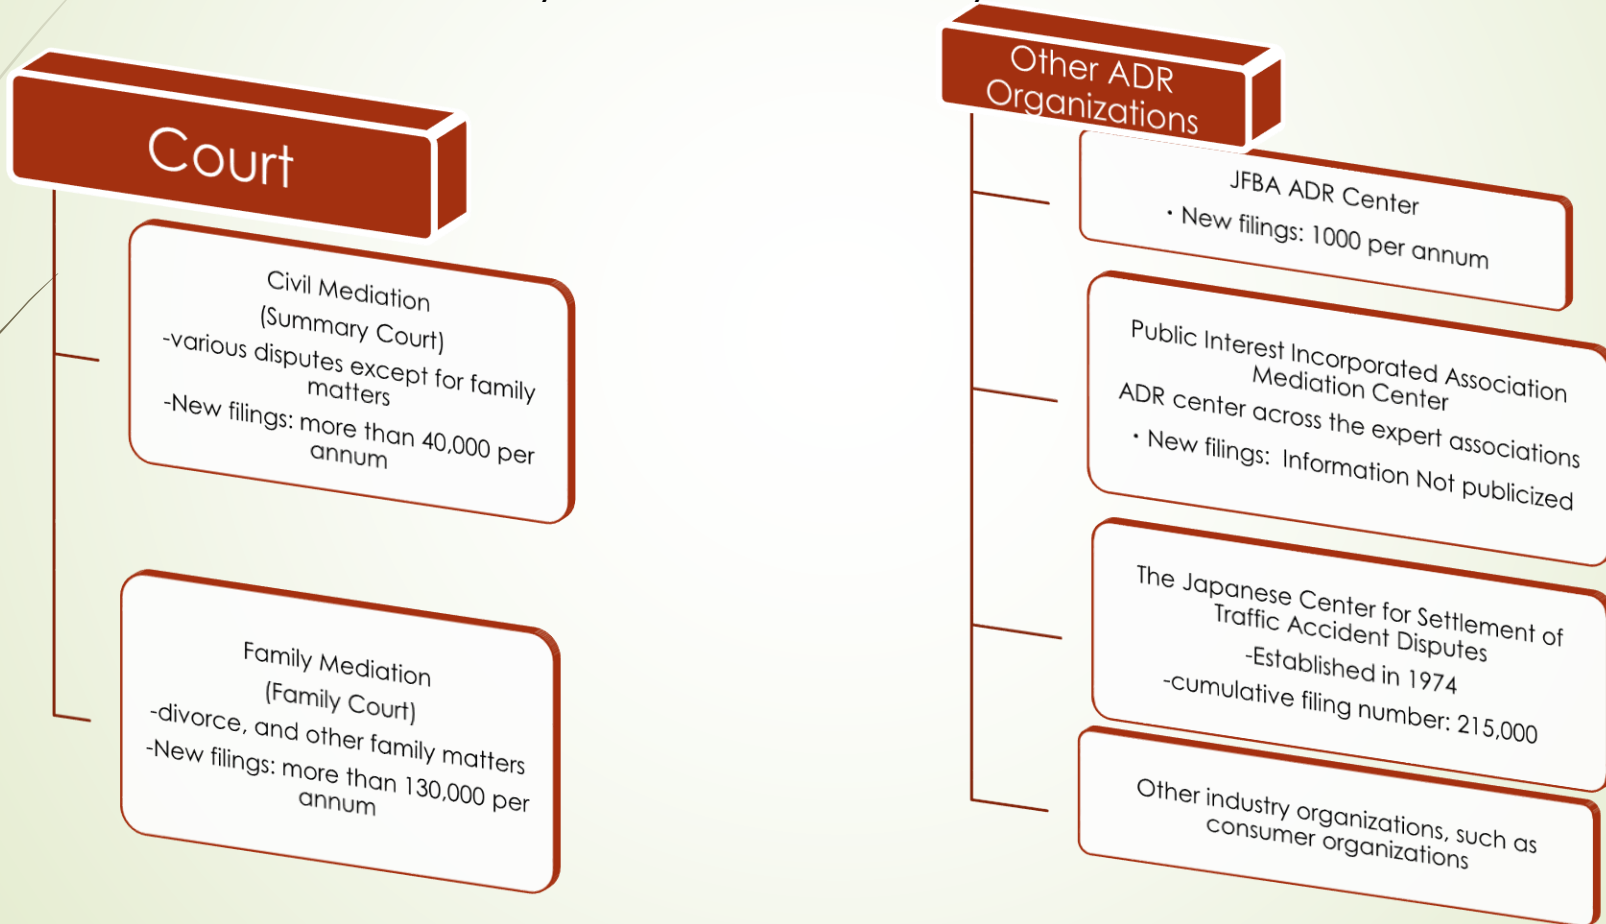 Court
Civil Mediation
(Summary Court)
-various disputes except for family
matters
-New filings: more than 40,000 per
annum
Family Mediation
(Family Court)
-divorce, and other family matters
-New filings: more than 130,000 per
annum
Other ADR
Organizations
JFBA ADR Center
・New filings: 1000 per annum
Public Interest Incorporated Association
Mediation Center
ADR center across the expert associations
・New filings: Information Not publicized
The Japanese Center for Settlement of
Traffic Accident Disputes
-Established in 1974
-cumulative filing number: 215,000
Other industry organizations, such as
consumer organizations